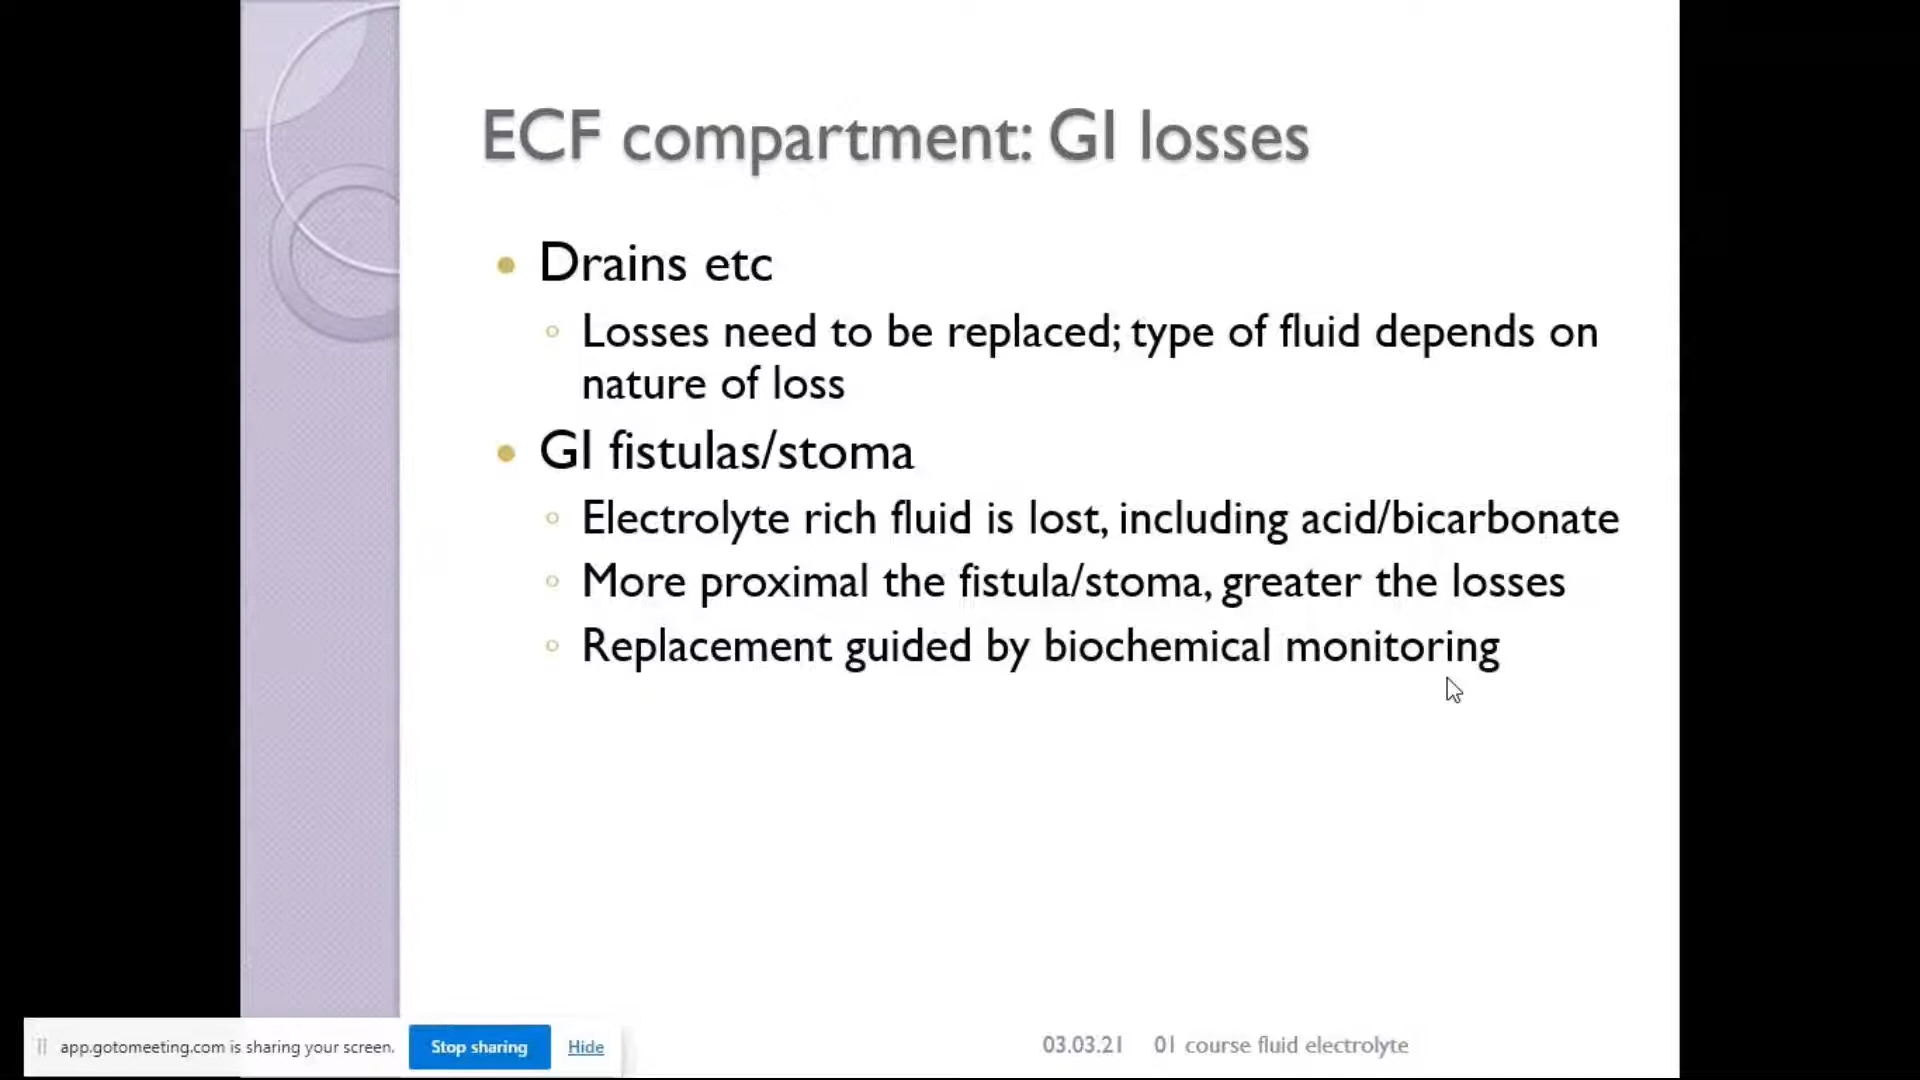 ECF compartment: GI losses
Drains etc
Losses need to be replaced; type of fluid depends on
nature of loss
GI fistulas/stoma
Electrolyte rich fluid is lost, including acid/bicarbonate
More proximal the fistula/stoma, greater the losses
Replacement guided by biochemical monitoring
app.gotomeeting.com is sharing your screen. Stop sharing Hide
03.03.21 01 course fluid electrolyte